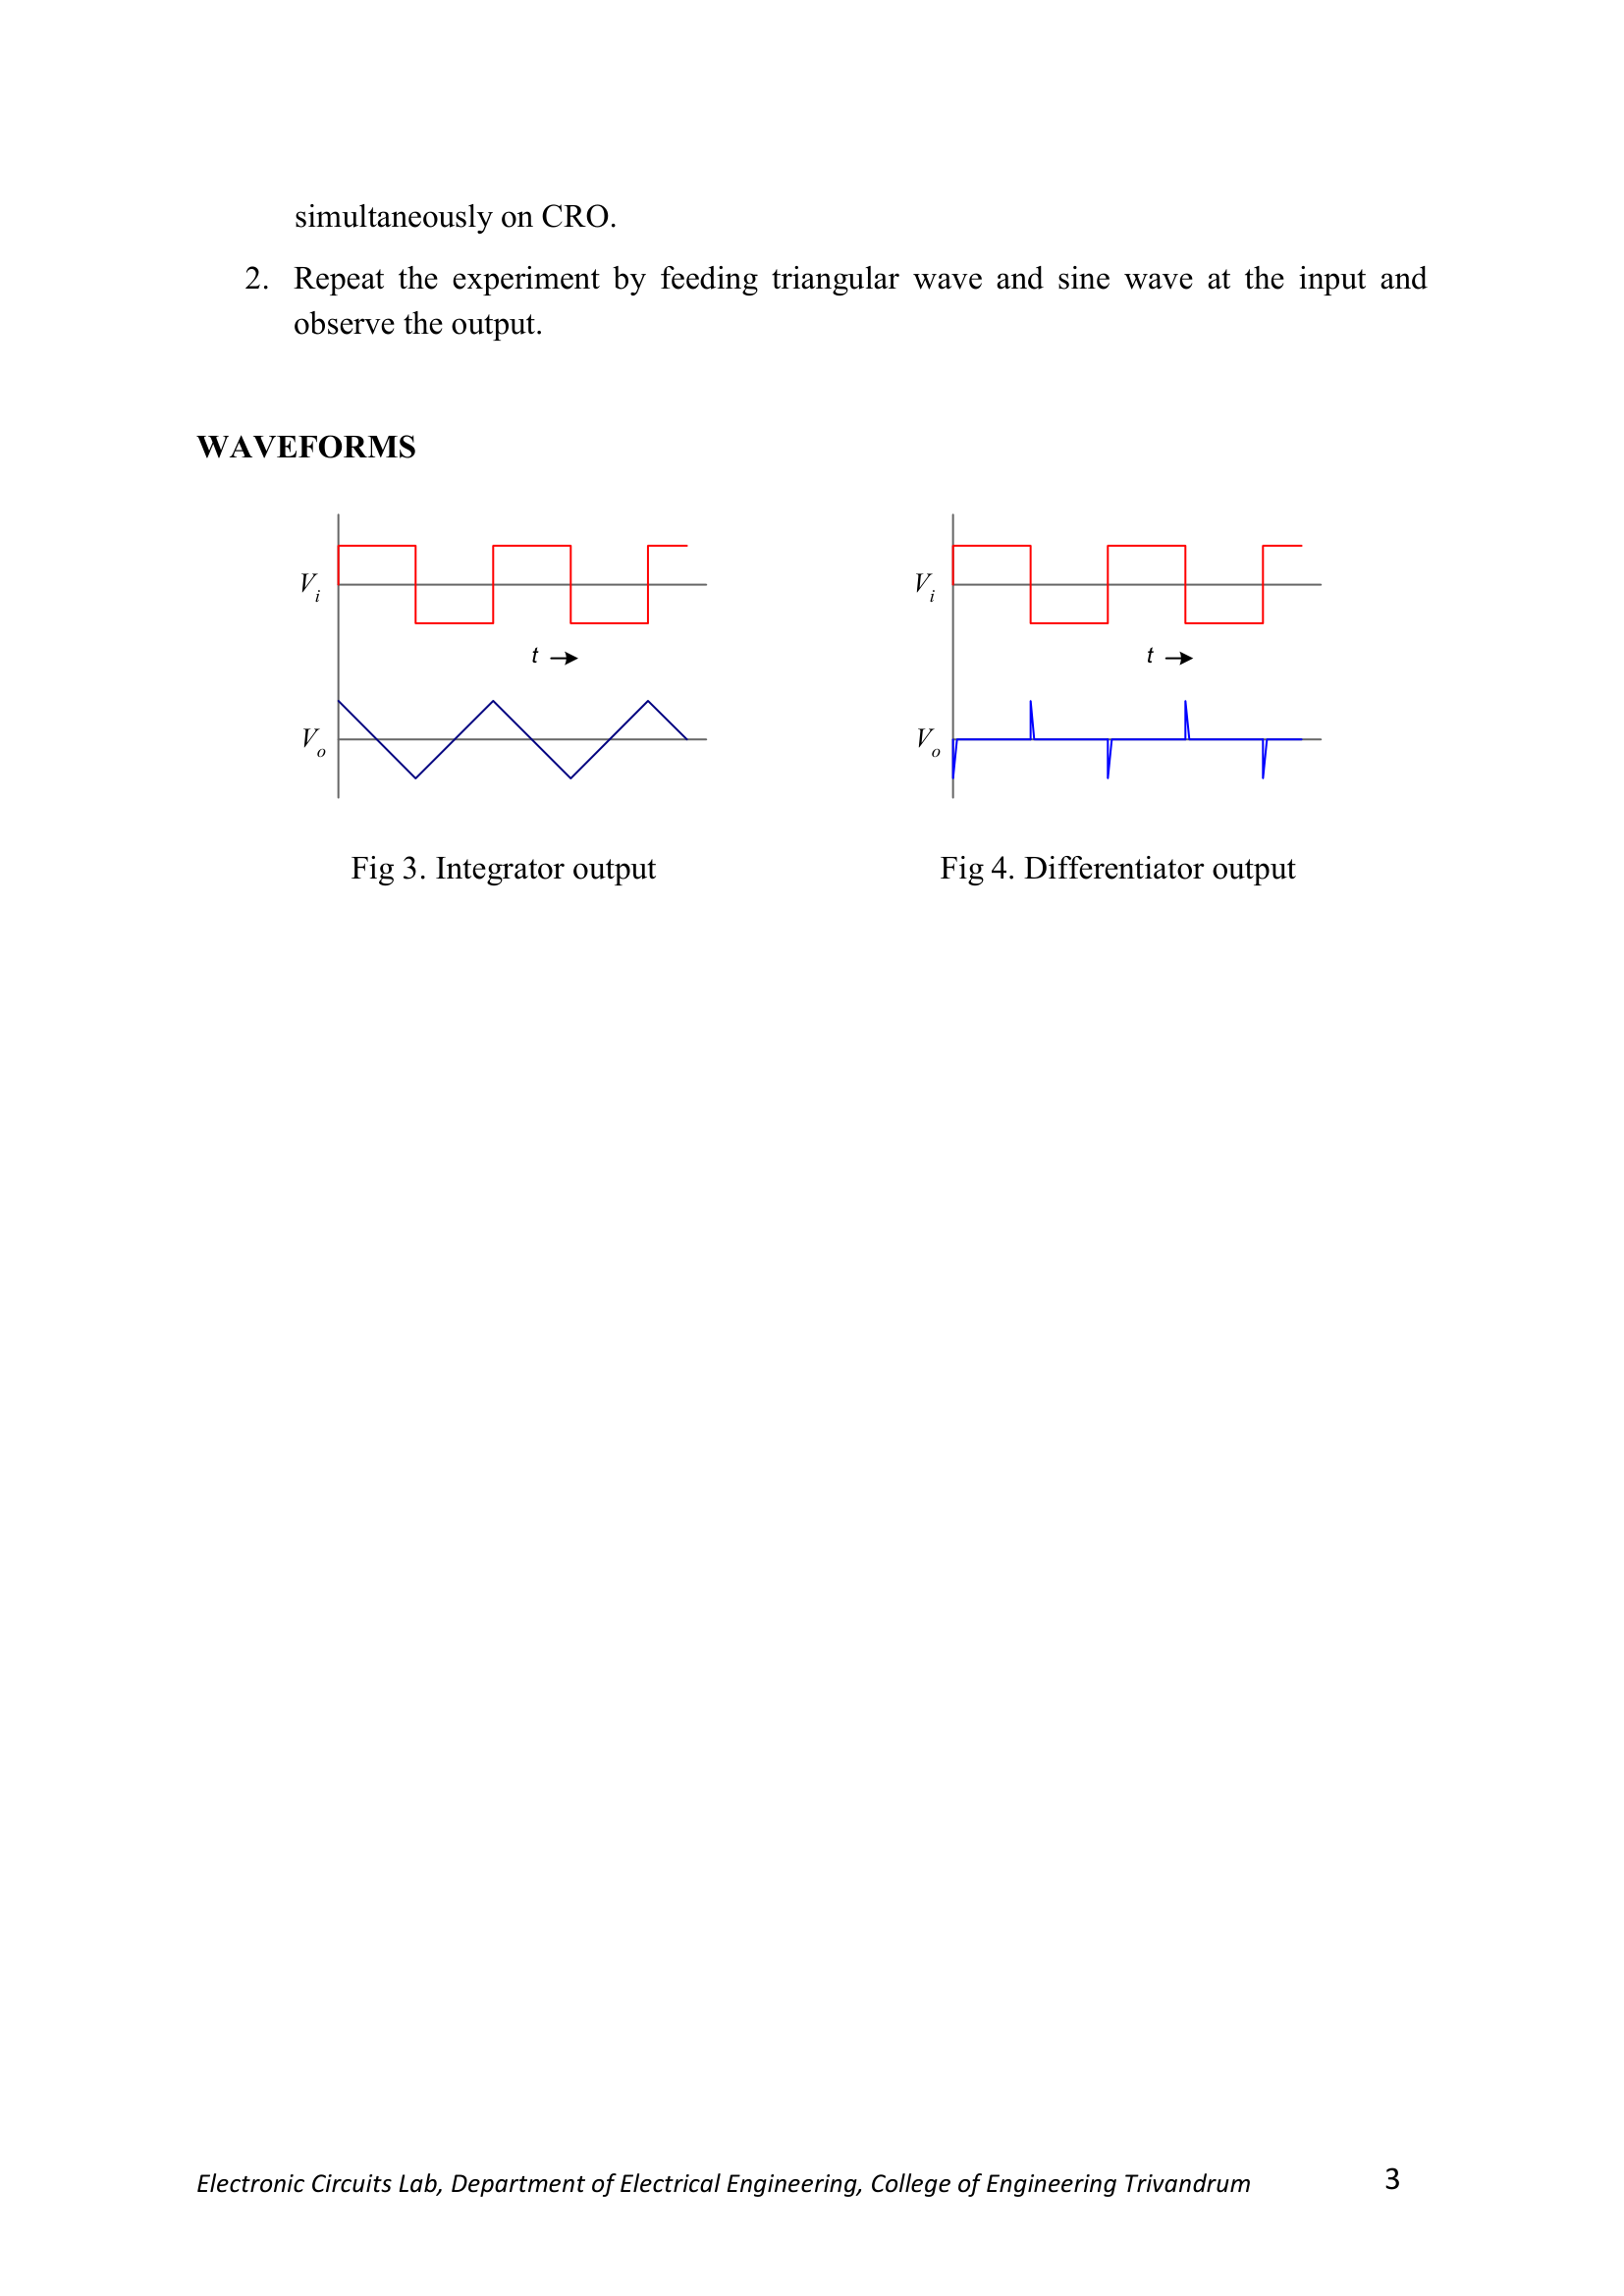 simultaneously on CRO.
2. Repeat the experiment by feeding triangular wave and sine wave at the input and
observe the output.
WAVEFORMS
Vi
t
Vo
Fig 3. Integrator output
Vi
t
Vo
Fig 4. Differentiator output
Electronic Circuits Lab, Department of Electrical Engineering, College of Engineering Trivandrum 3